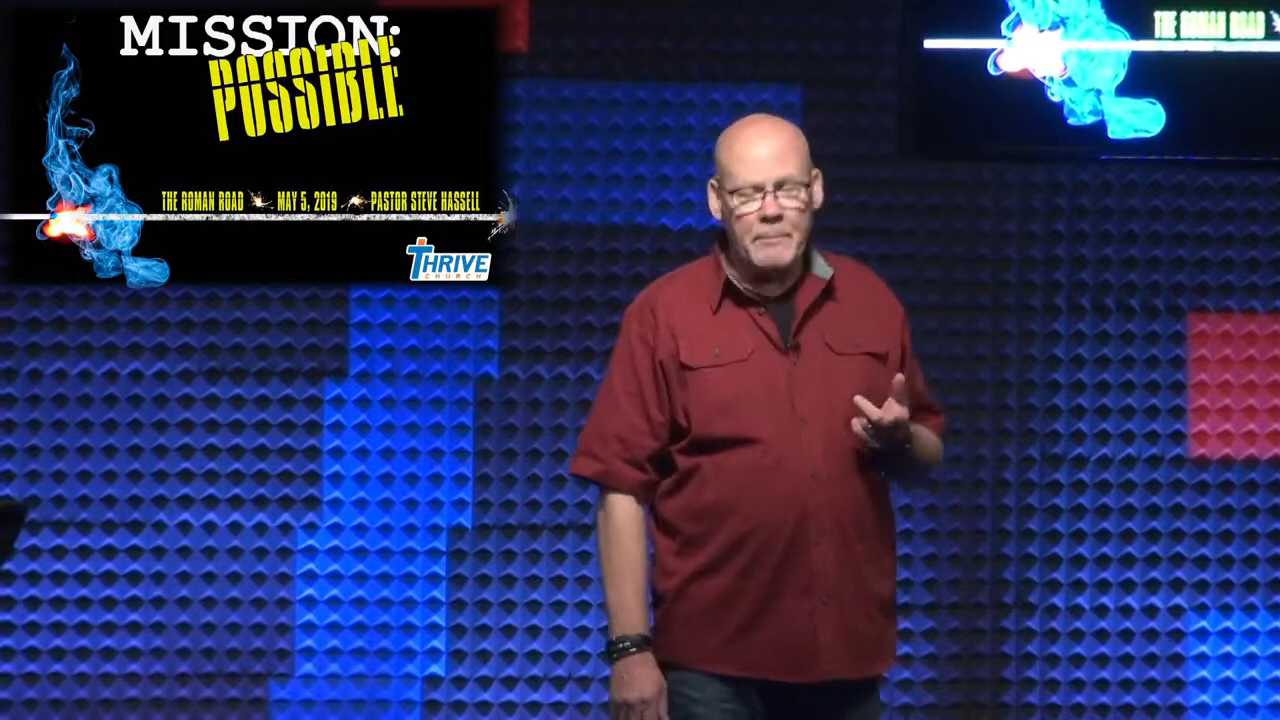 MISSION:
POSSIBLE
THE ROMAN ROAD MAY 5, 2019 PASTOR STEVE HASSELL
THRIVE
CHURCH
THE ROMAN ROAD